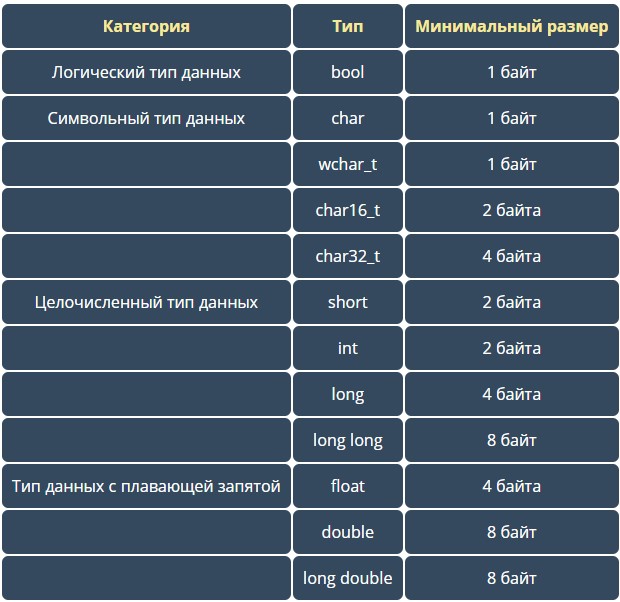 Категория Тип Минимальный размер
Логический тип данных bool 1 байт
Символьный тип данных char 1 байт
wchar_t 1 байт
char16_t 2 байта
char32_t 4 байта
Целочисленный тип данных short 2 байта
int 2 байта
long 4 байта
long long 8 байт
Тип данных с плавающей запятой float 4 байта
double 8 байт
long double 8 байт